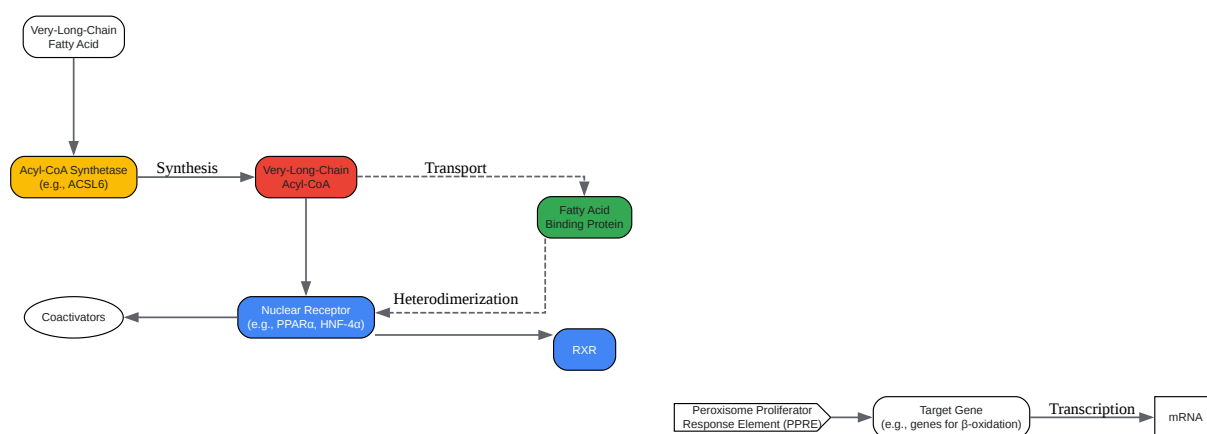 Very-Long-Chain
Fatty Acid
Acyl-CoA Synthetase
(e.g., ACSL6)
Synthesis
Very-Long-Chain
Acyl-CoA
Transport
Fatty Acid
Binding Protein
Heterodimerization
Coactivators
Nuclear Receptor
(e.g., PPARα, HNF-4α)
RXR
Peroxisome Proliferator
Response Element (PPRE)
Target Gene
(e.g., genes for β-oxidation)
Transcription
mRNA